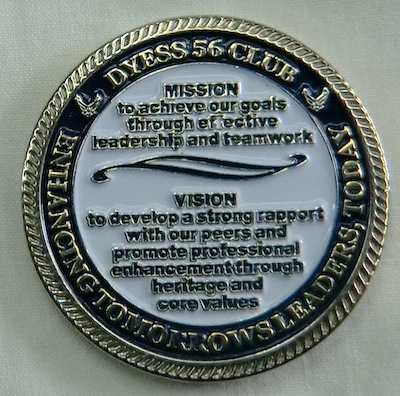 DYESS 56 CLUB
MISSION
to achieve our goals
through effective
leadership and teamwork
VISION
to develop a strong rapport
with our peers and
promote professional
enhancement through
heritage and
core values
ENHANCING TOMORROWS LEADERS, TODAY